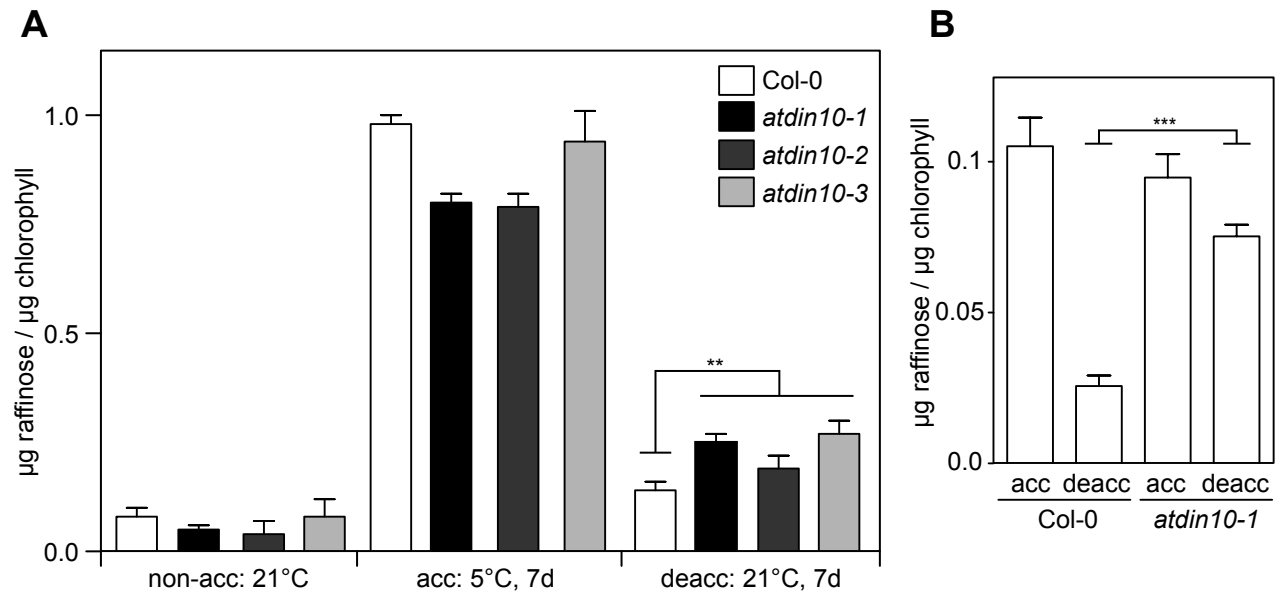 A
µg raffinose / µg chlorophyll
1.0
0.5
0.0
Col-0
atdin10-1
atdin10-2
atdin10-3
**
non-acc: 21°C
acc: 5°C, 7d
deacc: 21°C, 7d
B
µg raffinose / µg chlorophyll
0.1
0.05
0.0
***
acc deacc acc deacc
Col-0 atdin10-1